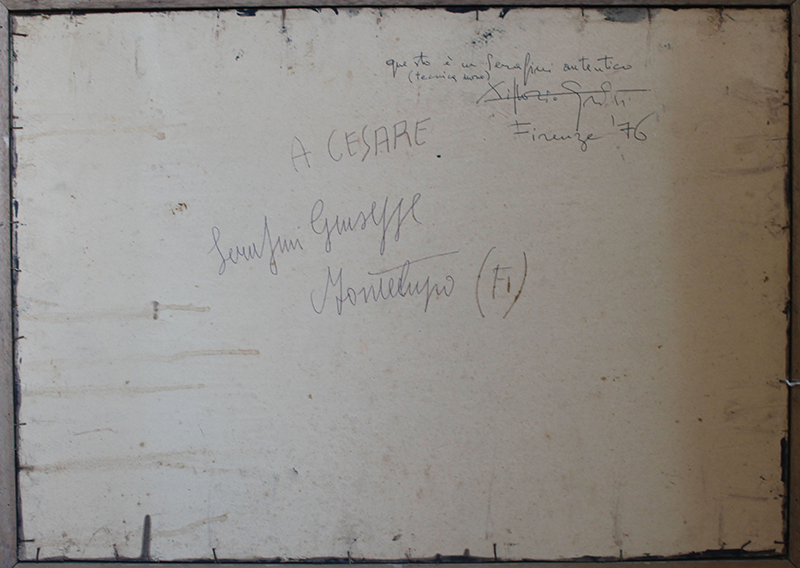 questo è un Serafini autentico
(tecnica mista)
Firenze '76
A CESARE
Serafini Giuseppe
Montelupo (Fi)